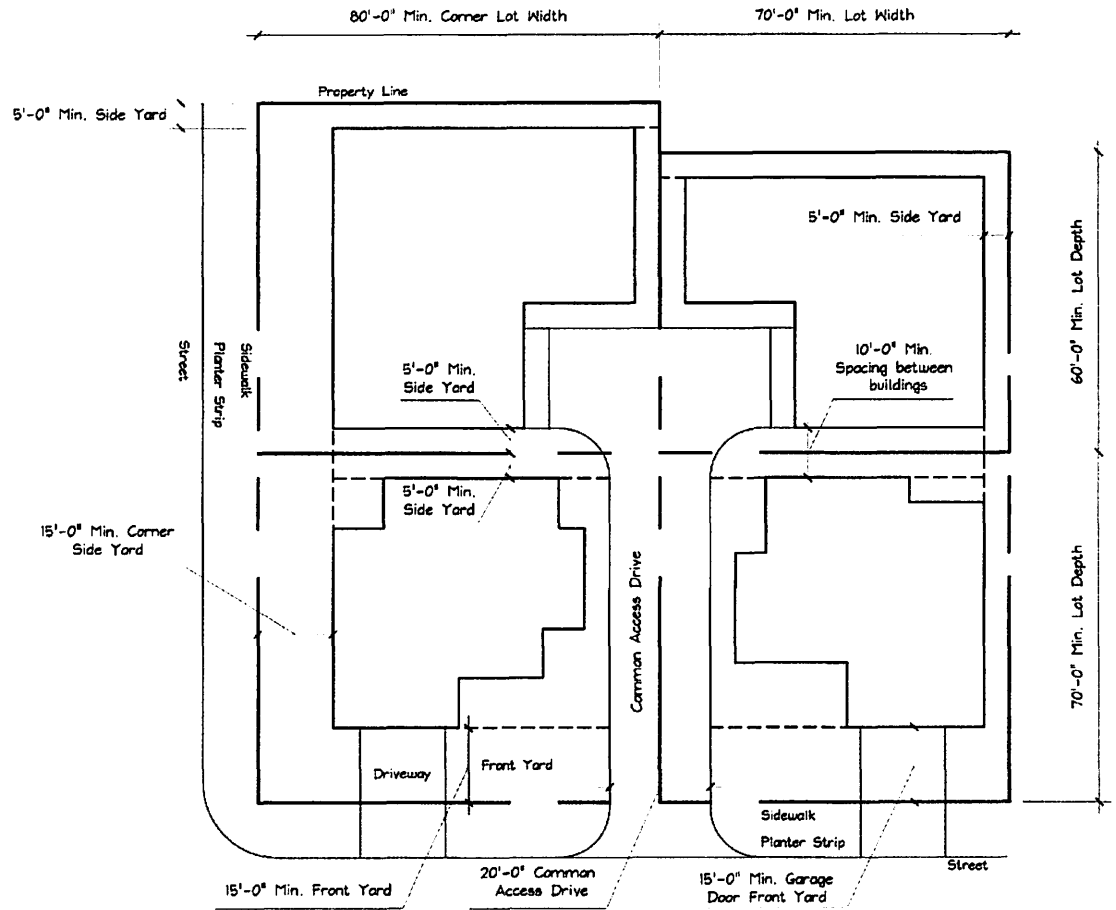 80'-0" Min. Corner Lot Width
70'-0" Min. Lot Width
Property Line
5'-0" Min. Side Yard
5'-0" Min. Side Yard
60'-0" Min. Lot Depth
Street
Planter Strip
Sidewalk
5'-0" Min.
Side Yard
10'-0" Min.
Spacing between
buildings
5'-0" Min.
Side Yard
15'-0" Min. Corner
Side Yard
Common Access Drive
70'-0" Min. Lot Depth
Driveway
Front Yard
Sidewalk
Planter Strip
Street
15'-0" Min. Front Yard
20'-0" Common
Access Drive
15'-0" Min. Garage
Door Front Yard